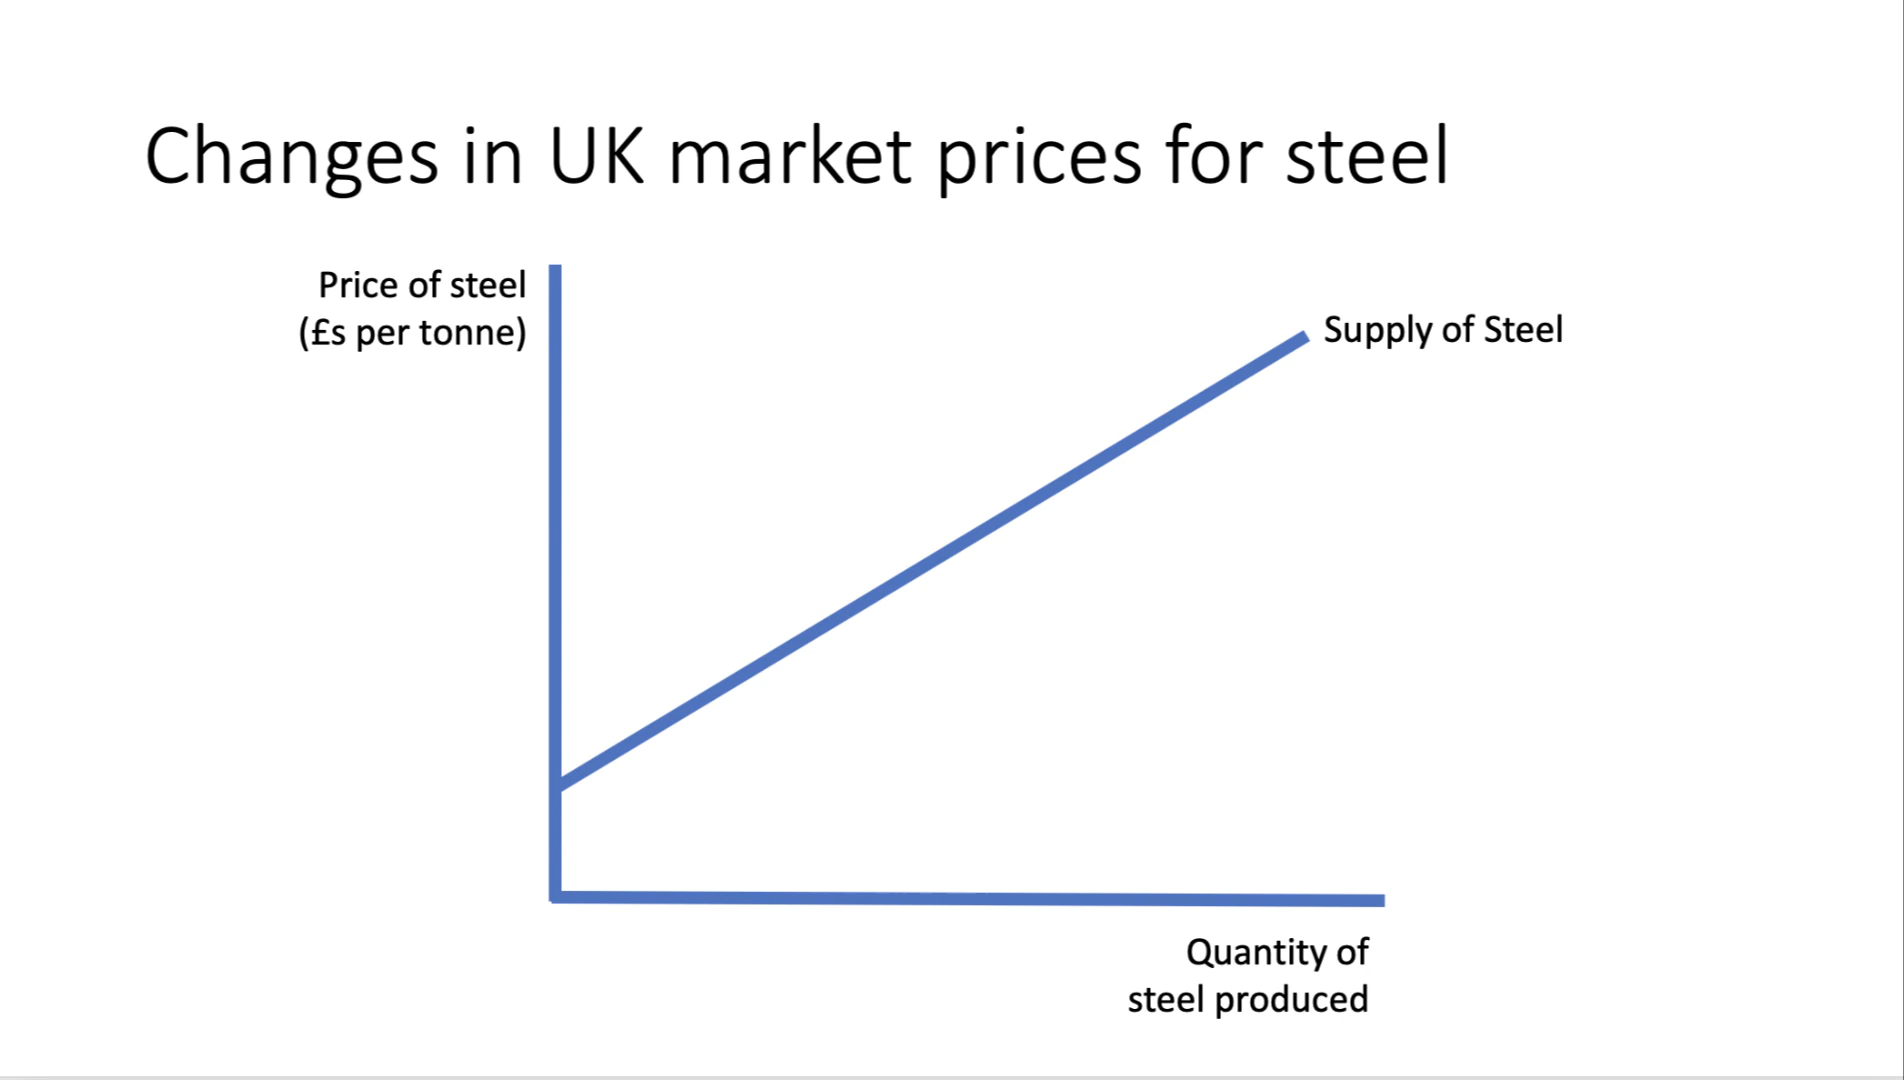 Changes in UK market prices for steel
Price of steel
(£s per tonne)
Supply of Steel
Quantity of
steel produced